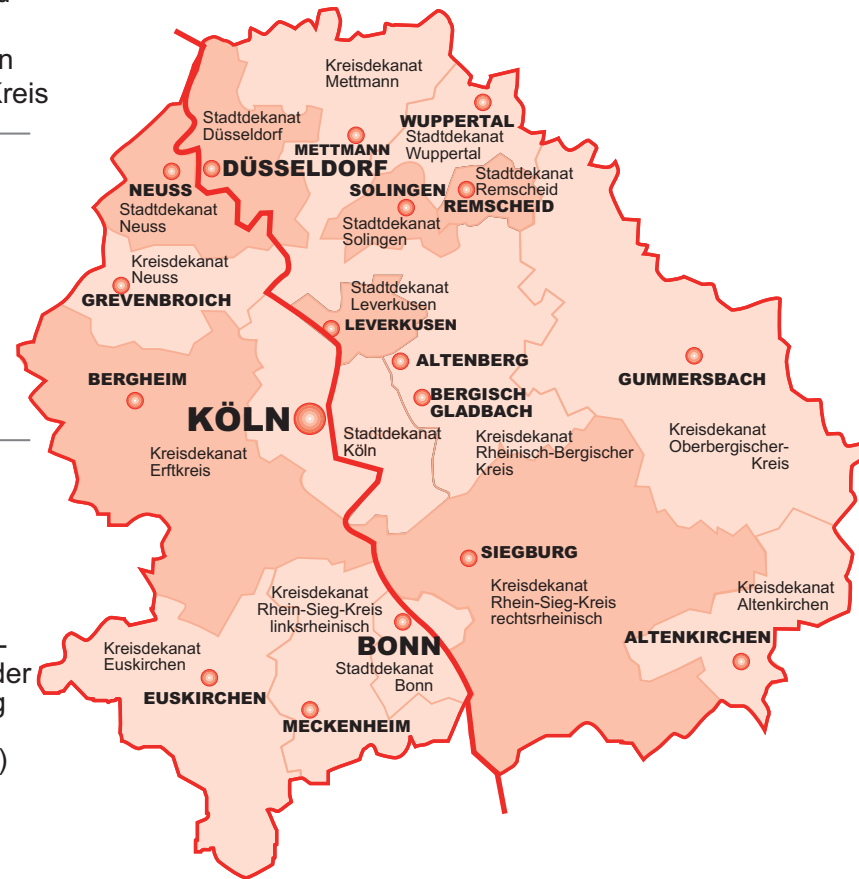 n
Kreis
Kreisdekanat
Mettmann
Stadtdekanat
Düsseldorf
METTMANN
DÜSSELDORF
WUPPERTAL
Stadtdekanat
Wuppertal
NEUSS
Stadtdekanat
Neuss
SOLINGEN
Stadtdekanat
Solingen
Stadtdekanat
Remscheid
REMSCHEID
Kreisdekanat
Neuss
GREVENBROICH
Stadtdekanat
Leverkusen
LEVERKUSEN
ALTENBERG
BERGHEIM
BERGISCH
GLADBACH
GUMMERSBACH
KÖLN
Stadtdekanat
Köln
Kreisdekanat
Erftkreis
Kreisdekanat
Rheinisch-Bergischer
Kreis
Kreisdekanat
Oberbergischer-
Kreis
SIEGBURG
Kreisdekanat
Rhein-Sieg-Kreis
rechtsrheinisch
Kreisdekanat
Rhein-Sieg-Kreis
linksrheinisch
Kreisdekanat
Altenkirchen
ALTENKIRCHEN
BONN
Stadtdekanat
Bonn
Kreisdekanat
Euskirchen
EUSKIRCHEN
MECKENHEIM
-
der
g
)